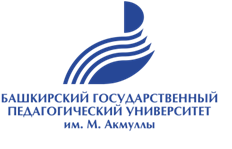 БАШКИРСКИЙ ГОСУДАРСТВЕННЫЙ
ПЕДАГОГИЧЕСКИЙ УНИВЕРСИТЕТ
им. М. Акмуллы